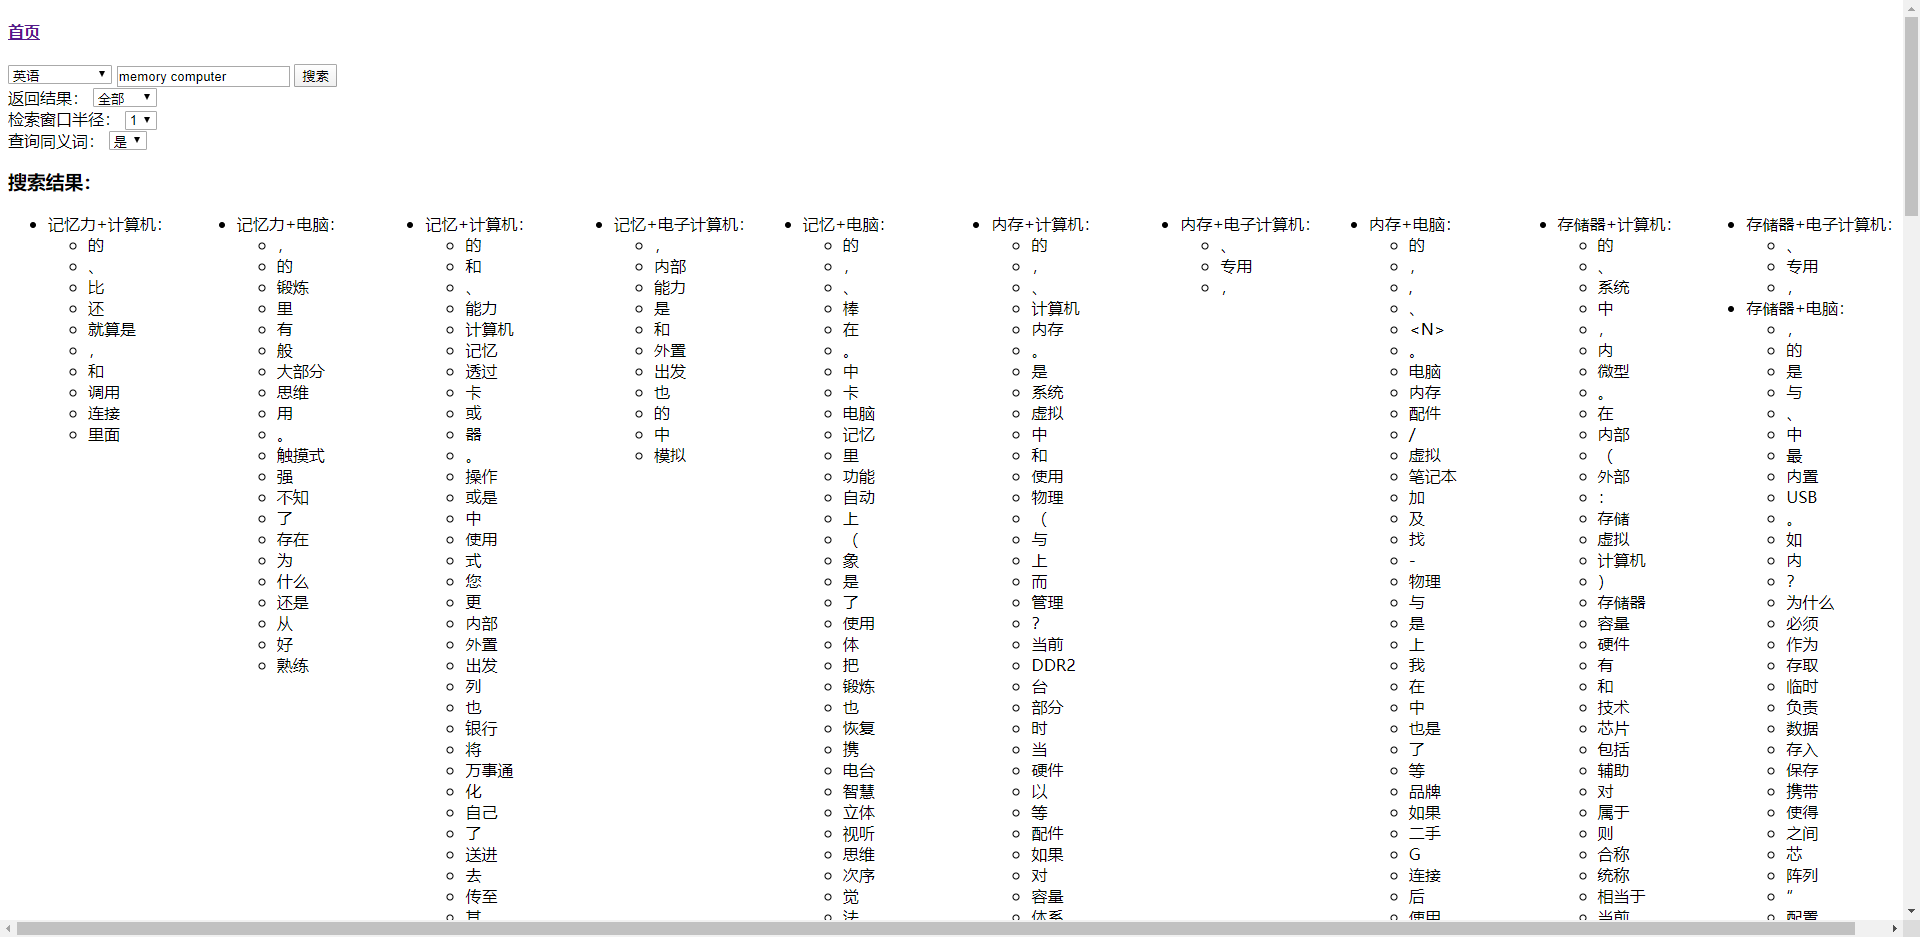 首页
英语 memory computer 搜索
返回结果： 全部
检索窗口半径： 1
查询同义词： 是
搜索结果：
记忆力+计算机：
的
、
比
还
就算是
，
和
调用
连接
里面
记忆力+电脑：
，
的
锻炼
里
有
般
大部分
思维
用
。
触摸式
强
不知
了
存在
为
什么
还是
从
好
熟练
记忆+计算机：
的
和
、
能力
计算机
记忆
透过
卡
或
器
。
操作
或是
中
使用
式
您
更
内部
外置
出发
列
也
银行
将
万事通
化
自己
了
送进
去
传至
其
记忆+电子计算机：
，
内部
能力
是
和
外置
出发
也
的
中
模拟
记忆+电脑：
的
，
、
棒
在
。
中
卡
电脑
记忆
里
功能
自动
上
（
象
是
了
使用
体
把
锻炼
也
恢复
携
电台
智慧
立体
视听
思维
次序
觉
法
内存+计算机：
的
，
、
计算机
内存
。
是
系统
虚拟
中
和
使用
物理
（
与
上
而
管理
？
当前
DDR2
台
部分
时
当
硬件
以
等
配件
如果
对
容量
体系
内存+电子计算机：
、
专用
，
内存+电脑：
的
，
,
、
<N>
。
电脑
内存
配件
/
虚拟
笔记本
加
及
找
-
物理
与
是
上
我
在
中
也是
了
等
品牌
如果
二手
G
连接
后
使用
存储器+计算机：
的
、
系统
中
，
内
微型
。
在
内部
（
外部
：
存储
虚拟
计算机
）
存储器
容量
硬件
有
和
技术
芯片
包括
辅助
对
属于
则
合称
统称
相当于
当前
存储器+电子计算机：
、
专用
，
存储器+电脑：
，
的
是
与
、
中
最
内置
USB
。
如
内
？
为什么
必须
作为
存取
临时
负责
数据
存入
保存
携带
使得
之间
芯
阵列
”
配置